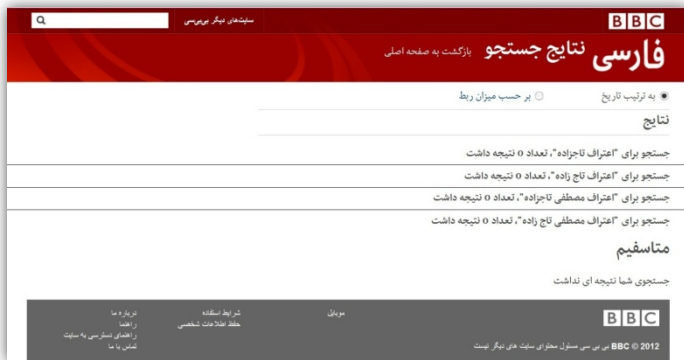 BBC
سایت‌های دیگر بی‌بی‌سی
فارسی نتایج جستجو بازگشت به صفحه اصلی
به ترتیب تاریخ
بر حسب میزان ربط
نتایج
جستجو برای "اعتراف تاجزاده"، تعداد 0 نتیجه داشت
جستجو برای "اعتراف تاج زاده"، تعداد 0 نتیجه داشت
جستجو برای "اعتراف مصطفی تاجزاده"، تعداد 0 نتیجه داشت
جستجو برای "اعتراف مصطفی تاج زاده"، تعداد 0 نتیجه داشت
متاسفیم
جستجوی شما نتیجه ای نداشت
BBC
موبایل
شرایط استفاده
حفظ اطلاعات شخصی
درباره ما
راهنما
راهنمای دسترسی به سایت
تماس با ما
BBC © 2012 بی بی سی مسئول محتوای سایت های دیگر نیست